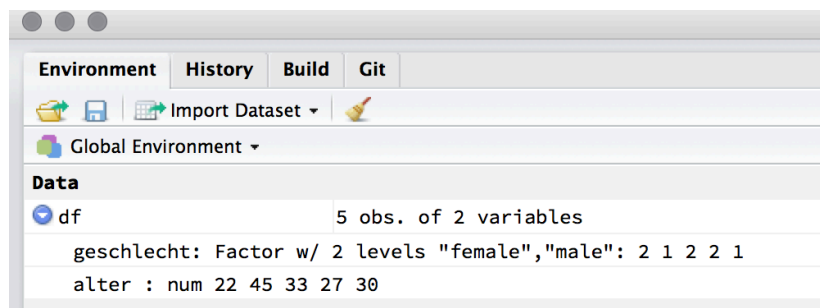 Environment History Build Git
Import Dataset
Global Environment
Data
df 5 obs. of 2 variables
geschlecht: Factor w/ 2 levels "female","male": 2 1 2 2 1
alter : num 22 45 33 27 30